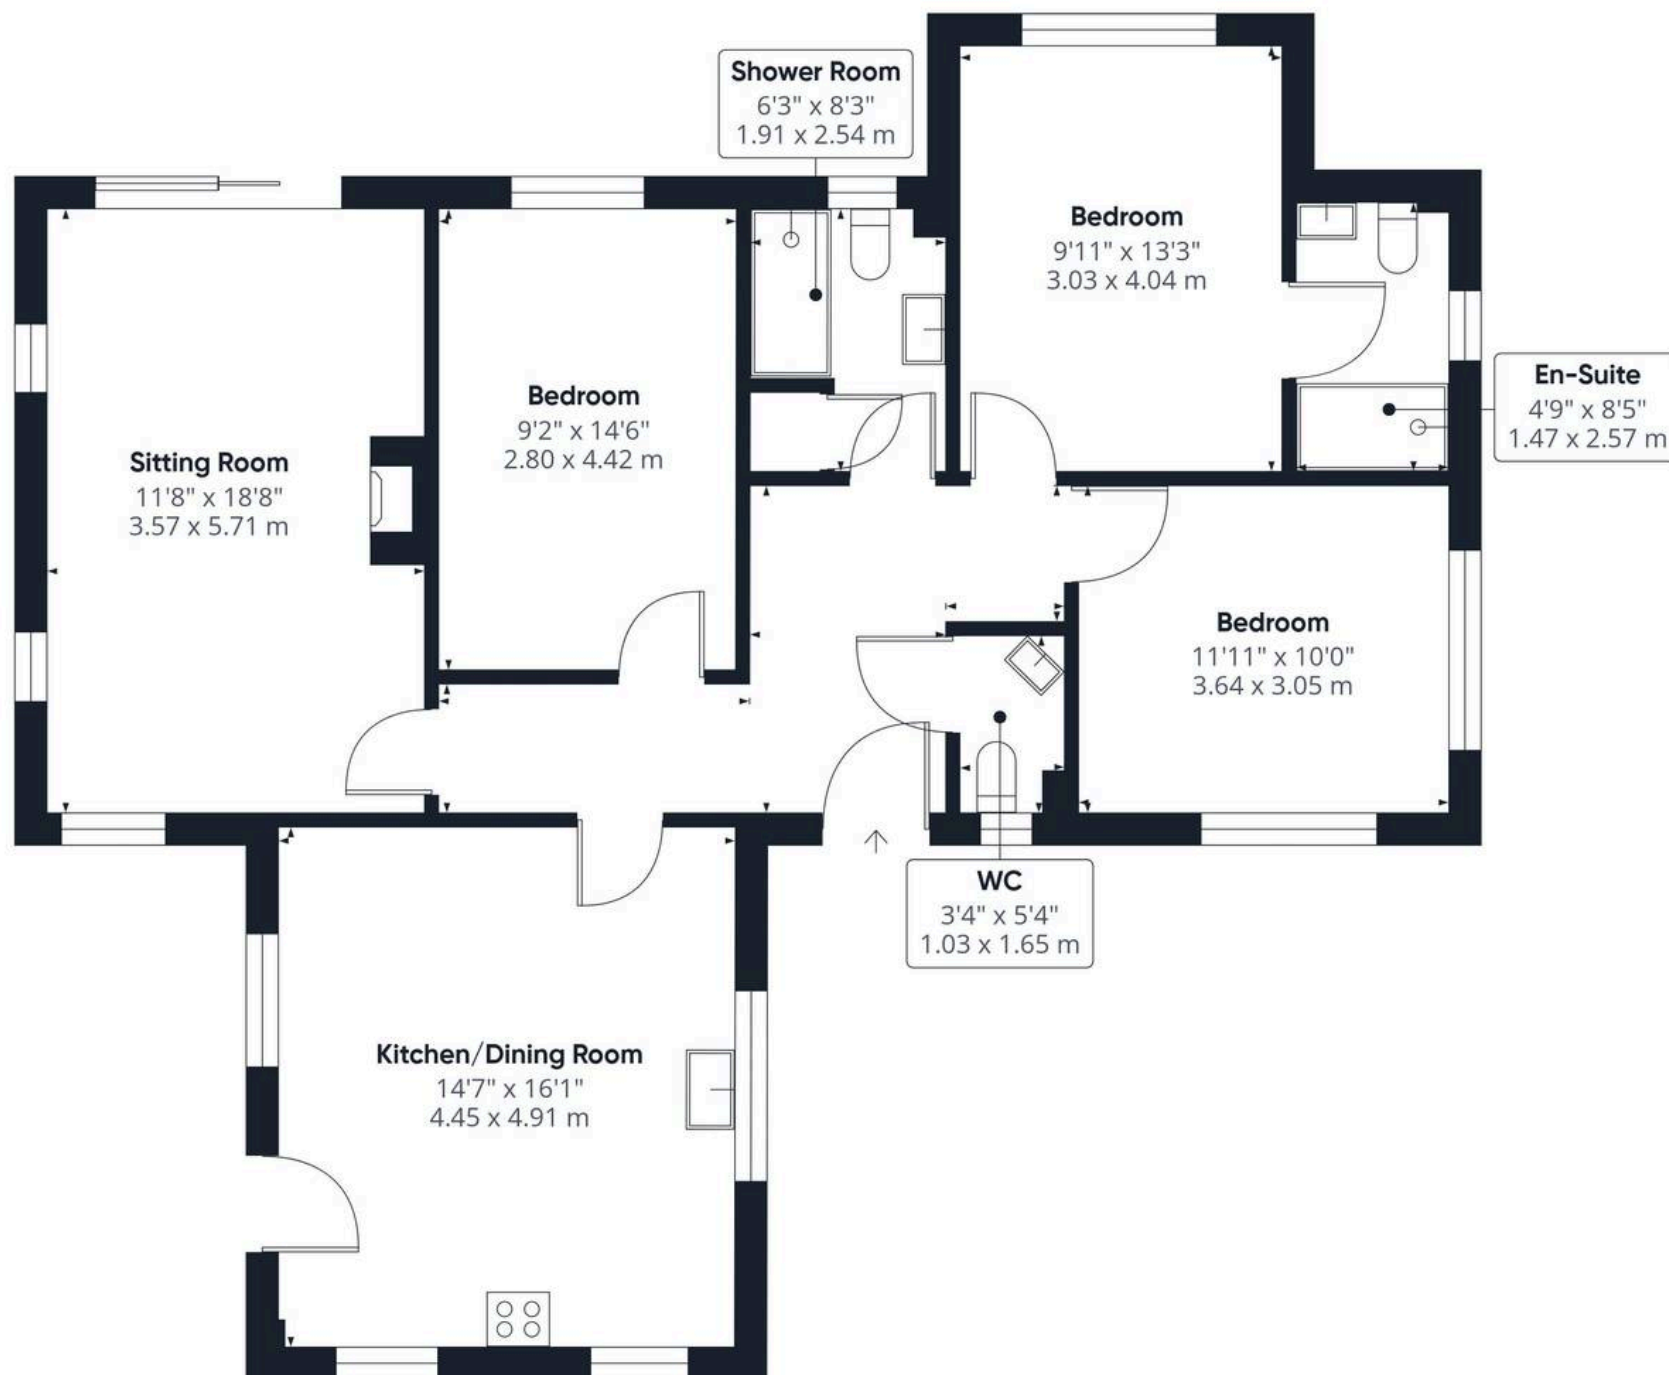 Shower Room
6'3" x 8'3"
1.91 x 2.54 m
Bedroom
9'11" x 13'3"
3.03 x 4.04 m
En-Suite
4'9" x 8'5"
1.47 x 2.57 m
Bedroom
9'2" x 14'6"
2.80 x 4.42 m
Sitting Room
11'8" x 18'8"
3.57 x 5.71 m
Bedroom
11'11" x 10'0"
3.64 x 3.05 m
WC
3'4" x 5'4"
1.03 x 1.65 m
Kitchen/Dining Room
14'7" x 16'1"
4.45 x 4.91 m